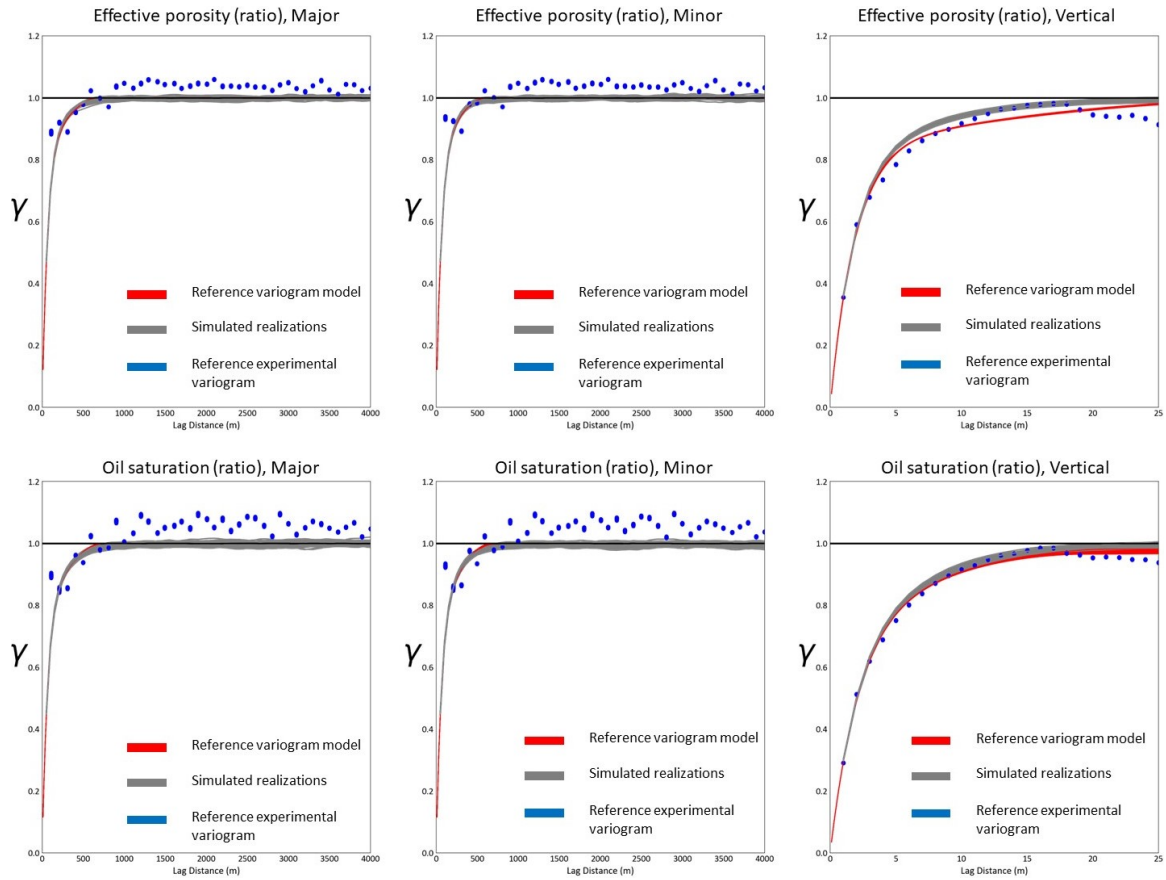 Effective porosity (ratio), Major
1.2
1.0
0.8
0.6
0.4
0.2
0.0
γ
Reference variogram model
Simulated realizations
Reference experimental
variogram
0 500 1000 1500 2000 2500 3000 3500 4000
Lag Distance (m)
Effective porosity (ratio), Minor
1.2
1.0
0.8
0.6
0.4
0.2
0.0
γ
Reference variogram model
Simulated realizations
Reference experimental
variogram
0 500 1000 1500 2000 2500 3000 3500 4000
Lag Distance (m)
Effective porosity (ratio), Vertical
1.2
1.0
0.8
0.6
0.4
0.2
0.0
γ
Reference variogram model
Simulated realizations
Reference experimental
variogram
0 5 10 15 20 25
Lag Distance (m)
Oil saturation (ratio), Major
1.2
1.0
0.8
0.6
0.4
0.2
0.0
γ
Reference variogram model
Simulated realizations
Reference experimental
variogram
0 500 1000 1500 2000 2500 3000 3500 4000
Lag Distance (m)
Oil saturation (ratio), Minor
1.2
1.0
0.8
0.6
0.4
0.2
0.0
γ
Reference variogram model
Simulated realizations
Reference experimental
variogram
0 500 1000 1500 2000 2500 3000 3500 4000
Lag Distance (m)
Oil saturation (ratio), Vertical
1.2
1.0
0.8
0.6
0.4
0.2
0.0
γ
Reference variogram model
Simulated realizations
Reference experimental
variogram
0 5 10 15 20 25
Lag Distance (m)